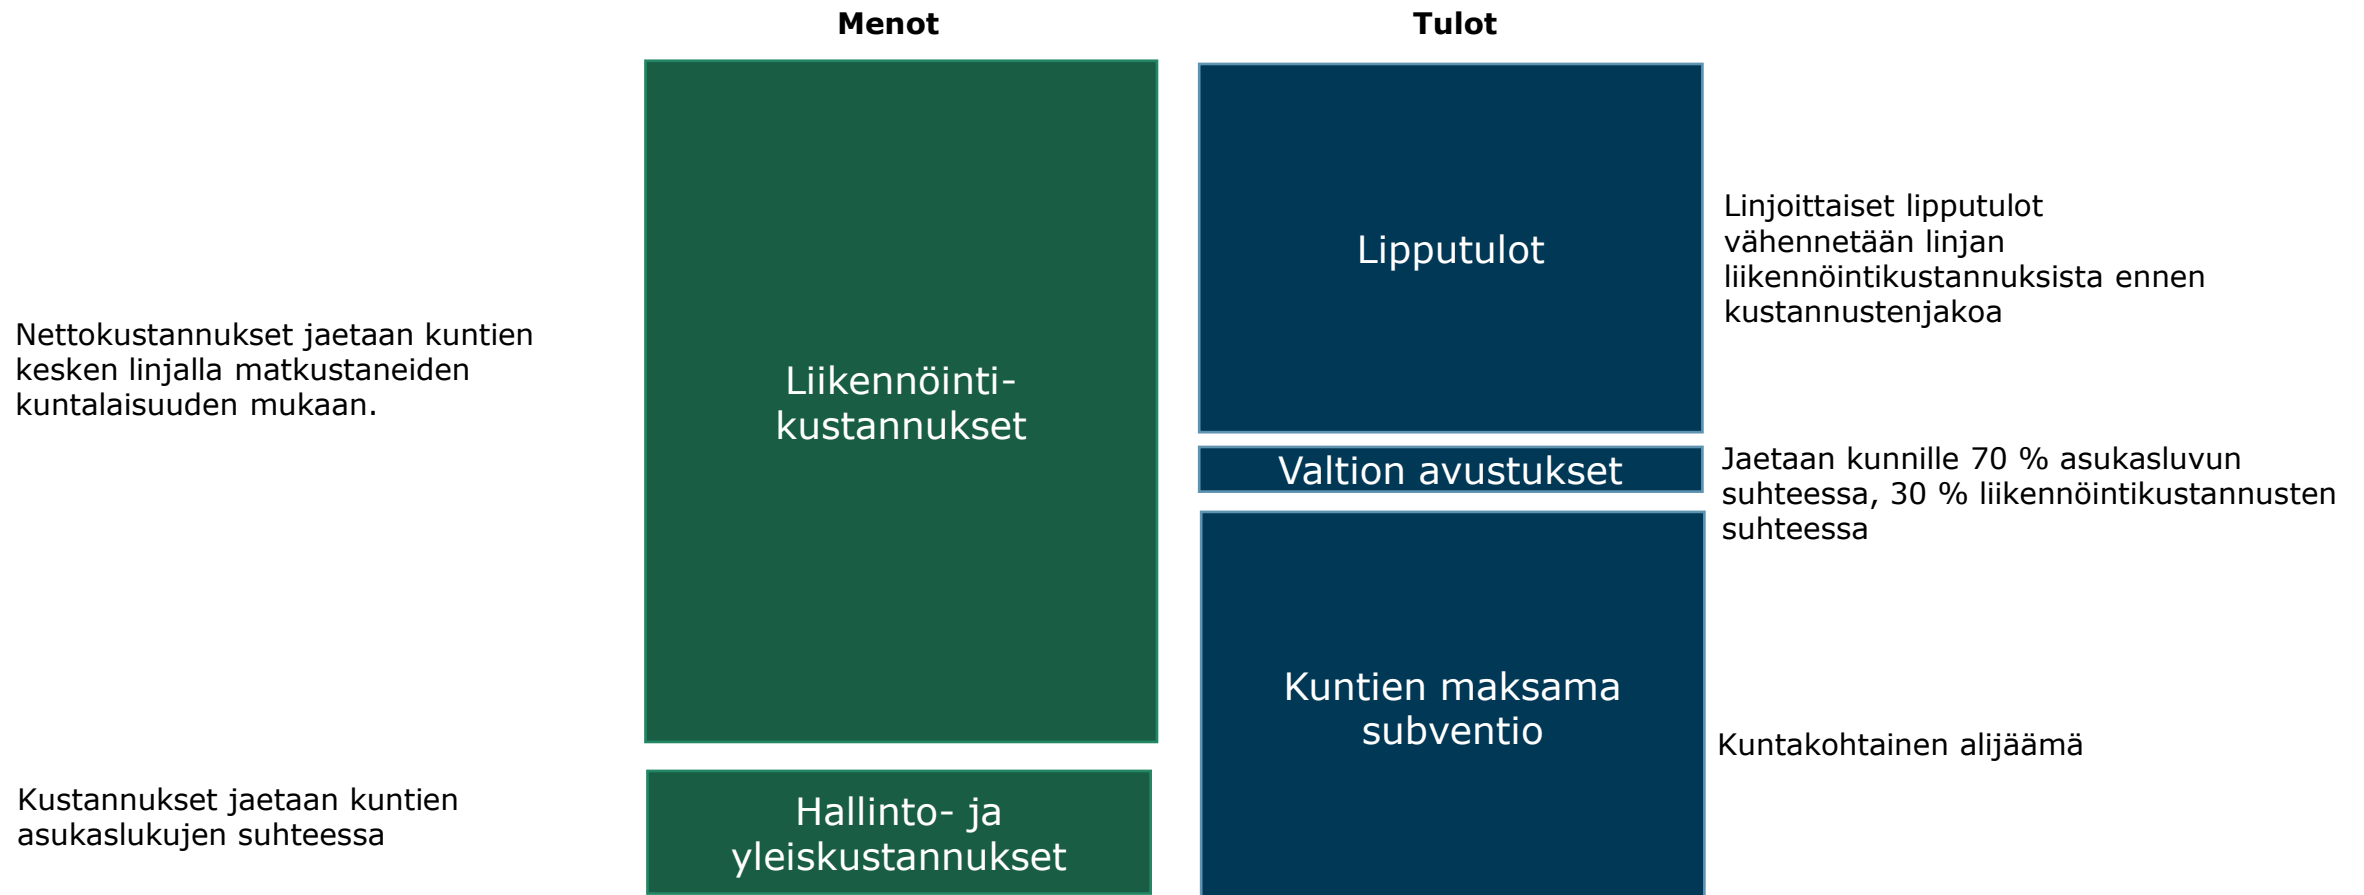 Menot
Tulot
Nettokustannukset jaetaan kuntien
kesken linjalla matkustaneiden
kuntalaisuuden mukaan.
Kustannukset jaetaan kuntien
asukaslukujen suhteessa
Liikennöinti-
kustannukset
Hallinto- ja
yleiskustannukset
Lipputulot
Valtion avustukset
Kuntien maksama
subventio
Linjoittaiset lipputulot
vähennetään linjan
liikennöintikustannuksista ennen
kustannustenjakoa
Jaetaan kunnille 70 % asukasluvun
suhteessa, 30 % liikennöintikustannusten
suhteessa
Kuntakohtainen alijäämä